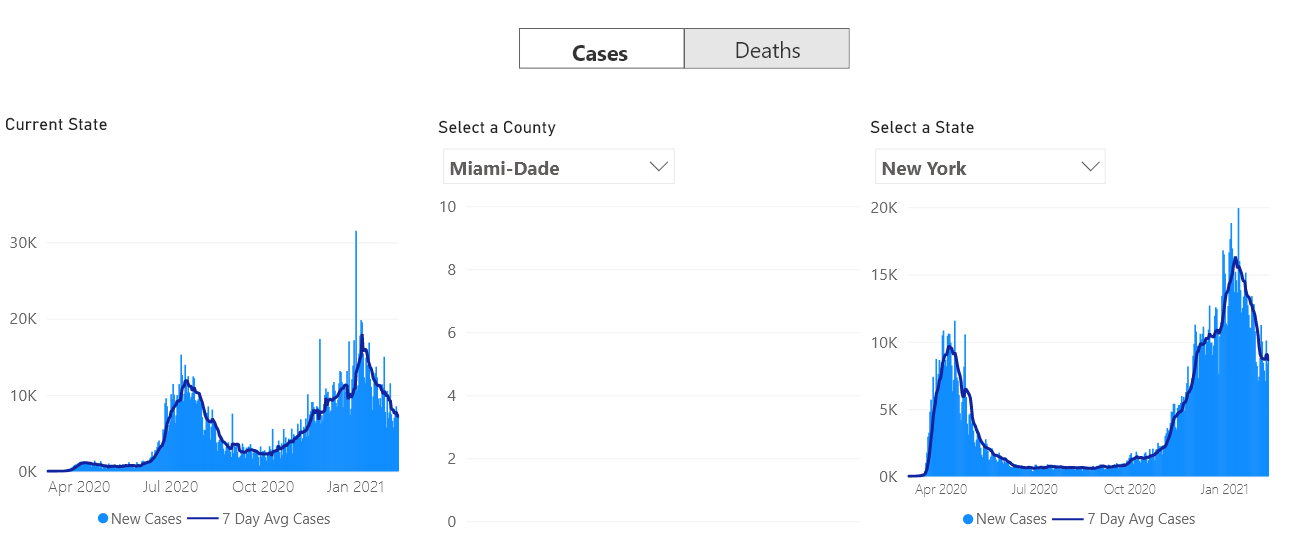 Cases Deaths
Current State
Select a County
Select a State
Miami-Dade
New York
30K
20K
10K
0K
Apr 2020 Jul 2020 Oct 2020 Jan 2021
New Cases 7 Day Avg Cases
10
8
6
4
2
0
20K
15K
10K
5K
0K
Apr 2020 Jul 2020 Oct 2020 Jan 2021
New Cases 7 Day Avg Cases